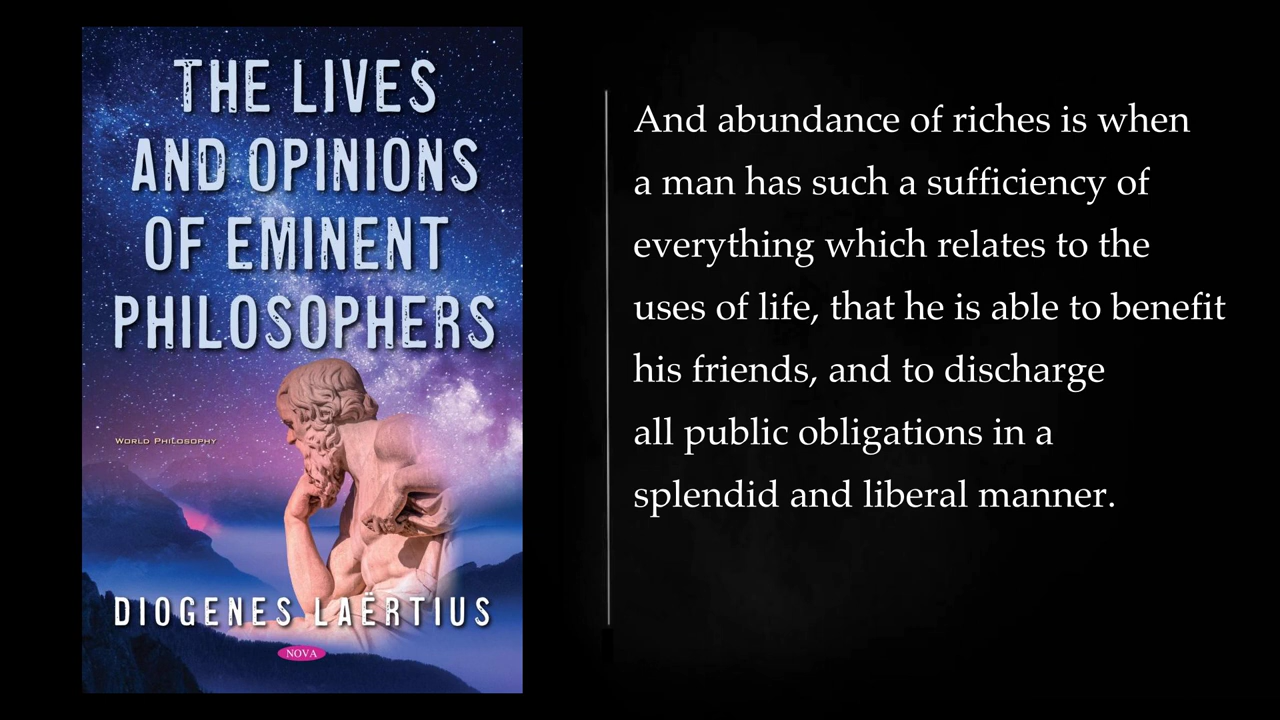 THE LIVES
AND OPINIONS
OF EMINENT
PHILOSOPHERS
WORLD PHILOSOPHY
DIOGENES LAËRTIUS
NOVA
And abundance of riches is when
a man has such a sufficiency of
everything which relates to the
uses of life, that he is able to benefit
his friends, and to discharge
all public obligations in a
splendid and liberal manner.